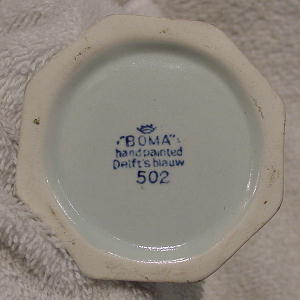 "BOMA"
handpainted
Delft's blauw
502